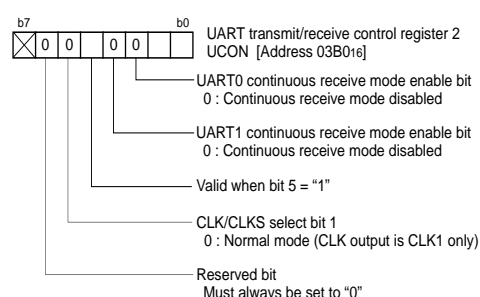 b7 b0
UART transmit/receive control register 2
UCON [Address 03B016]
0 0 0 0
UART0 continuous receive mode enable bit
0 : Continuous receive mode disabled
UART1 continuous receive mode enable bit
0 : Continuous receive mode disabled
Valid when bit 5 = “1”
CLK/CLKS select bit 1
0 : Normal mode (CLK output is CLK1 only)
Reserved bit
Must always be set to “0”